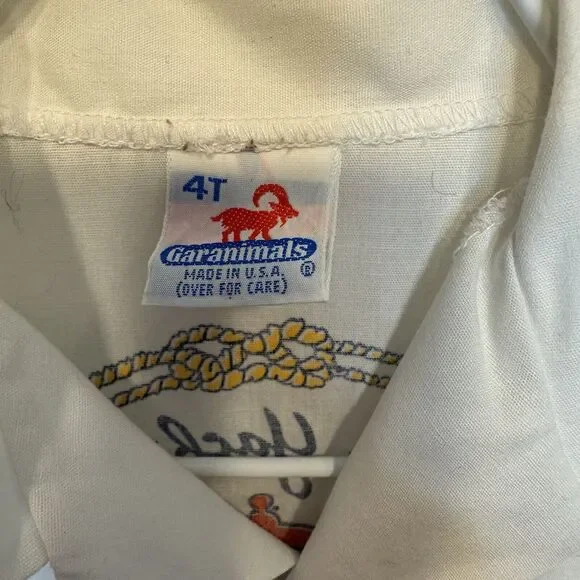 4T
Garanimals
MADE IN U.S.A. ®
(OVER FOR CARE)